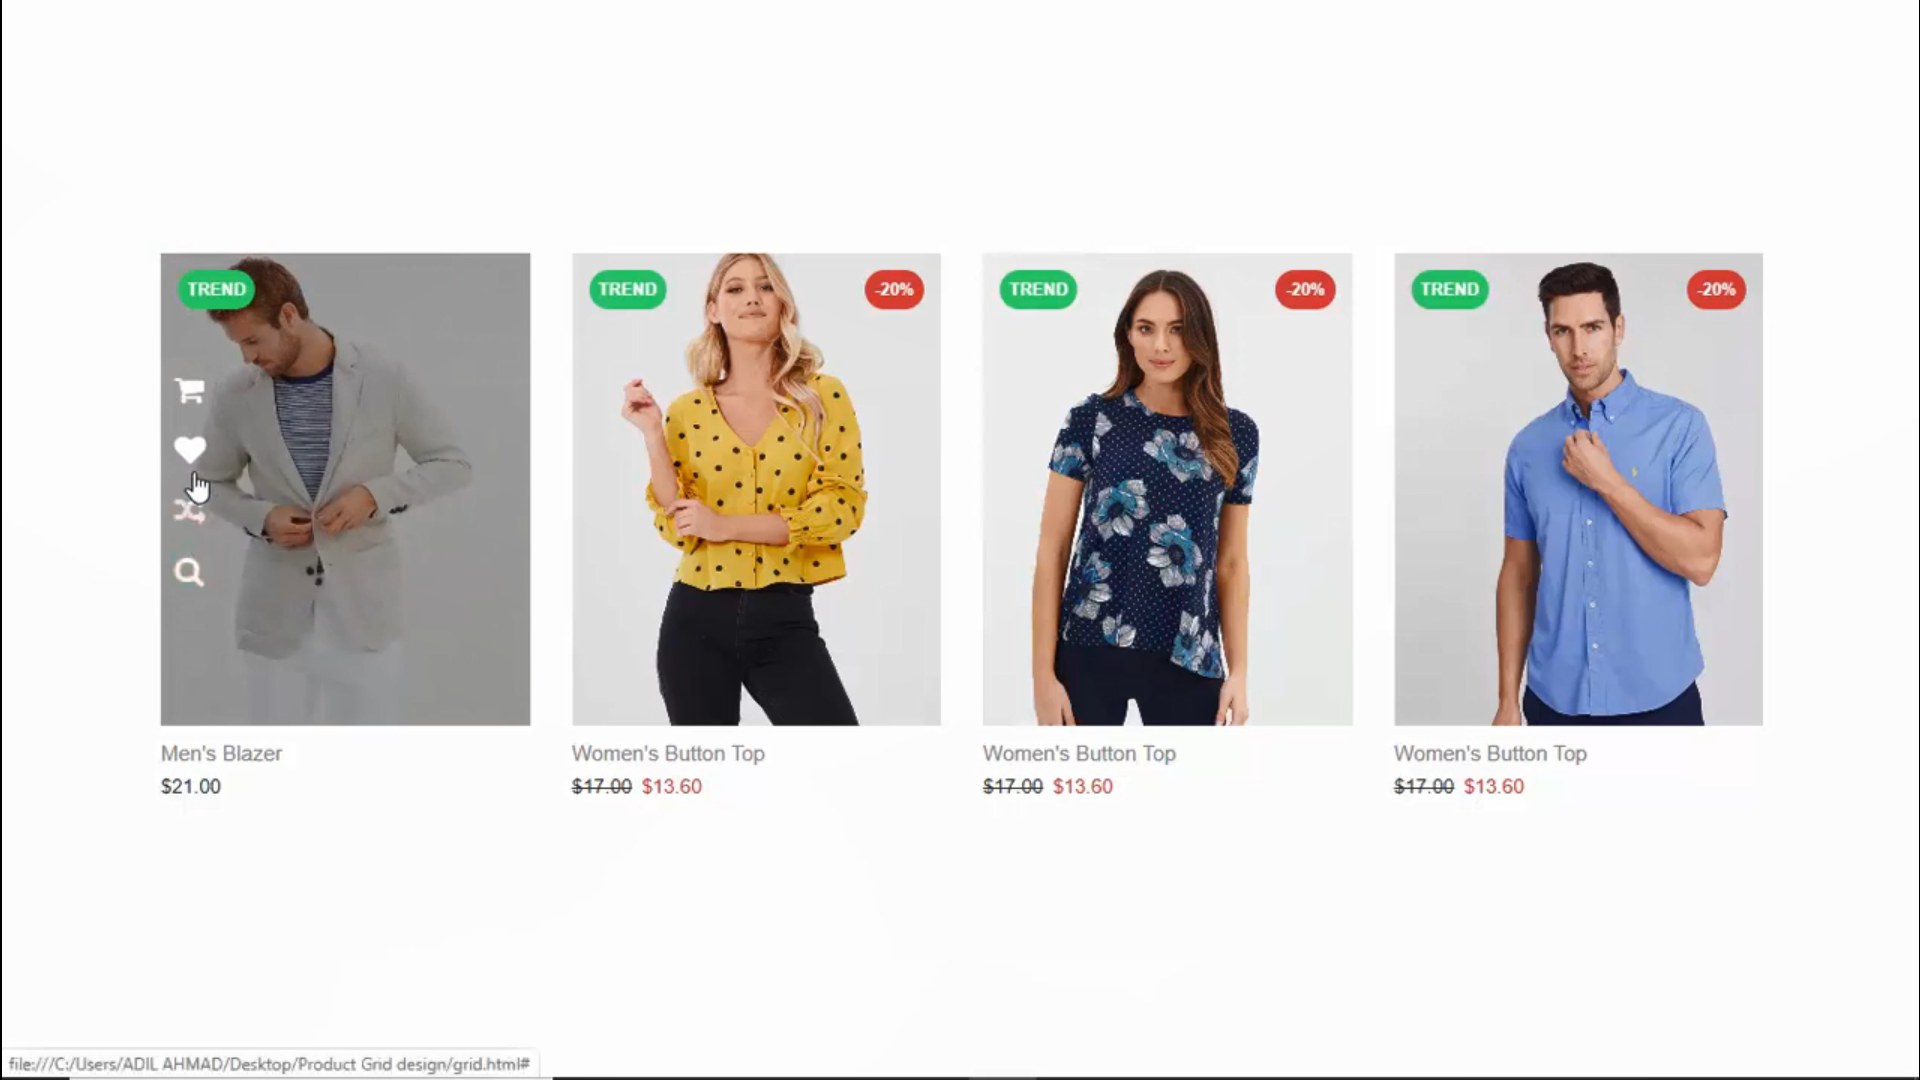 TREND
TREND
-20%
TREND
-20%
TREND
-20%
Men's Blazer
$21.00
Women's Button Top
$17.00 $13.60
Women's Button Top
$17.00 $13.60
Women's Button Top
$17.00 $13.60
file:///C:/Users/ADIL AHMAD/Desktop/Product Grid design/grid.html#